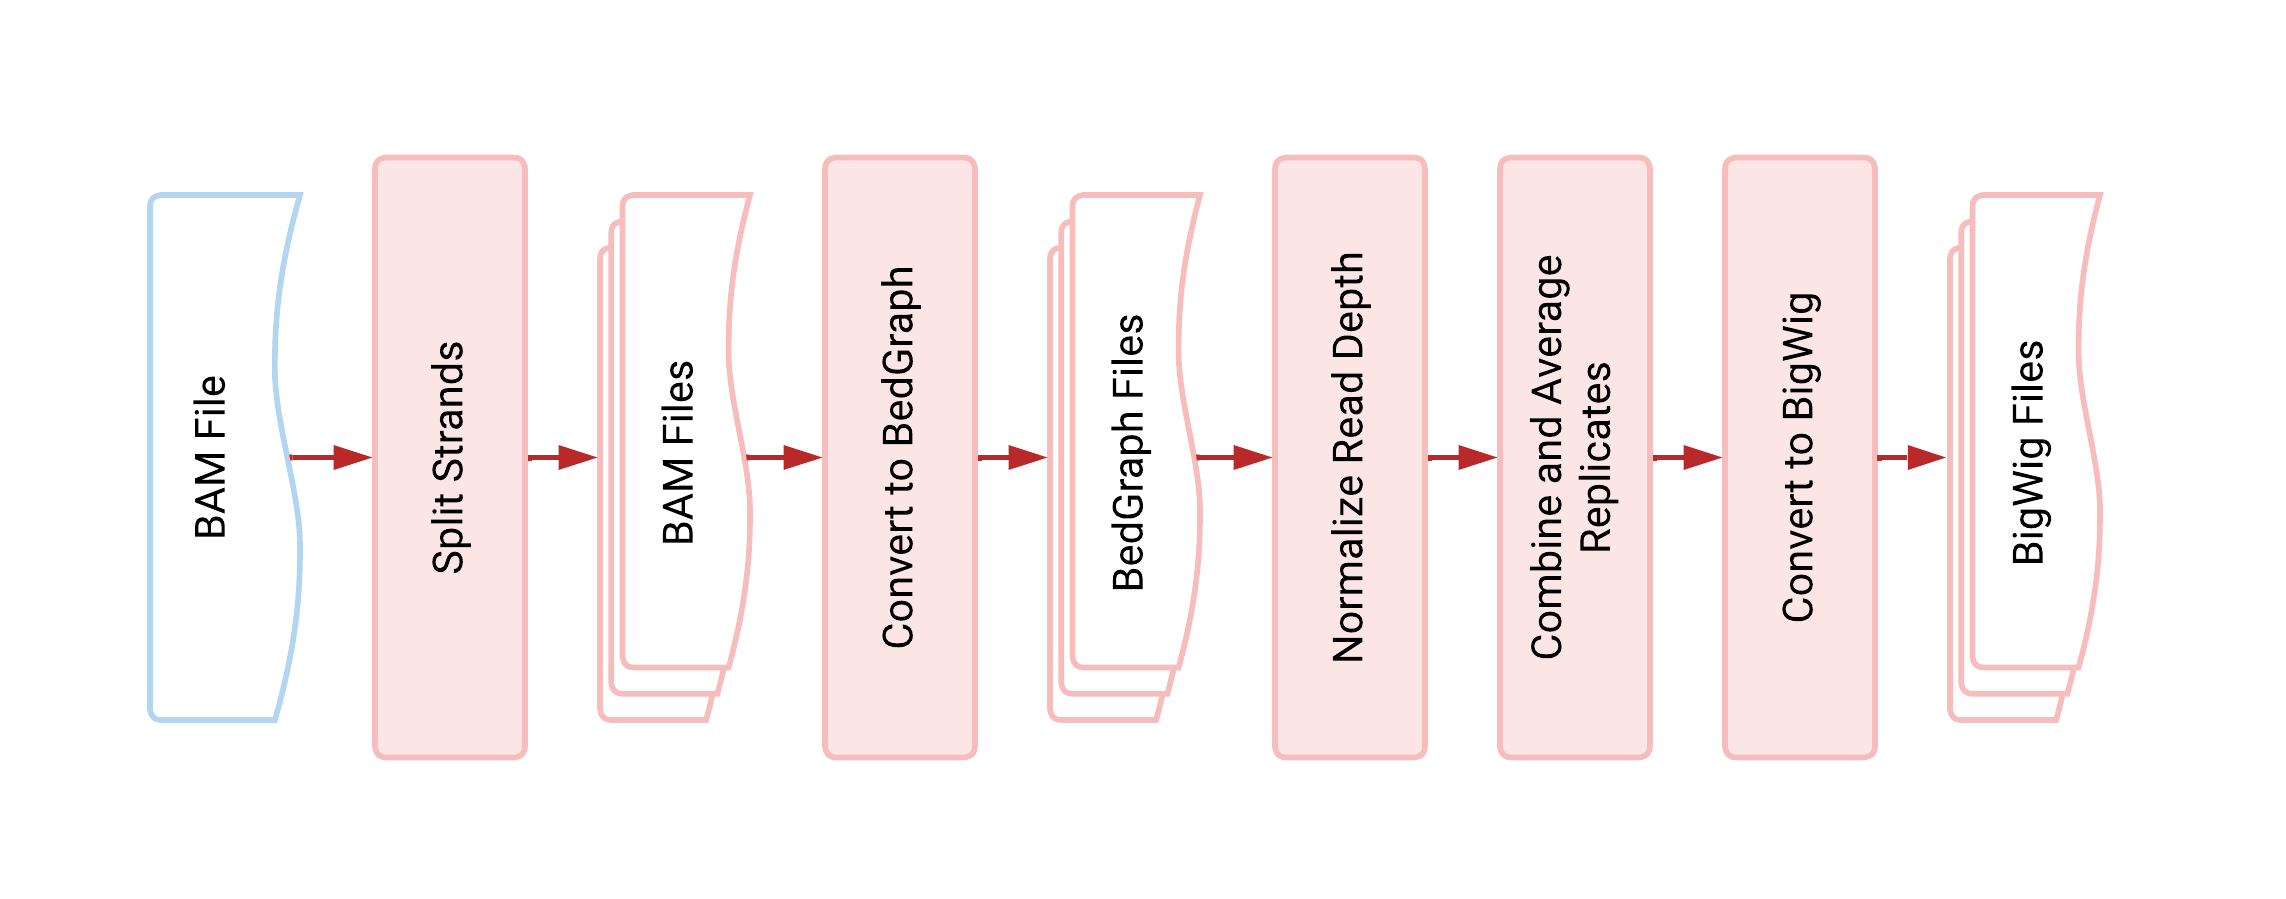 BAM File
Split Strands
BAM Files
Convert to BedGraph
BedGraph Files
Normalize Read Depth
Combine and Average
Replicates
Convert to BigWig
BigWig Files